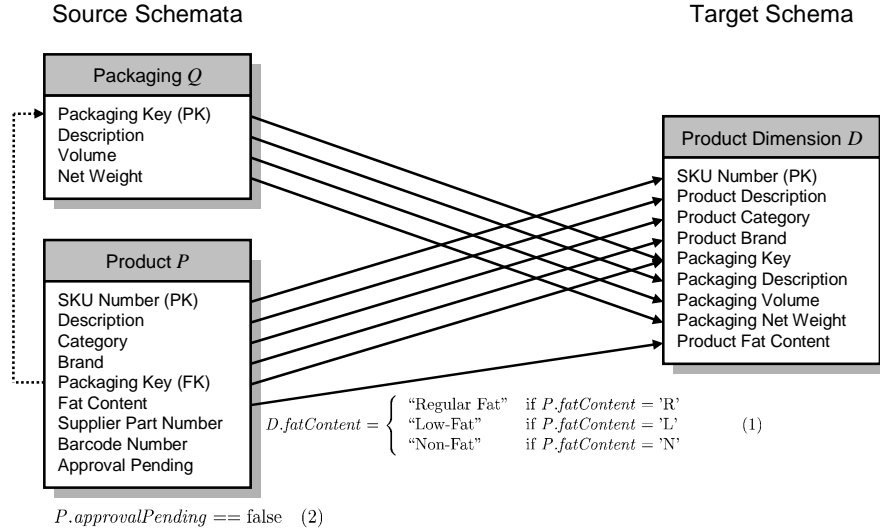 Source Schemata
Target Schema
Packaging Q
Packaging Key (PK)
Description
Volume
Net Weight
Product P
SKU Number (PK)
Description
Category
Brand
Packaging Key (FK)
Fat Content
Supplier Part Number
Barcode Number
Approval Pending
Product Dimension D
SKU Number (PK)
Product Description
Product Category
Product Brand
Packaging Key
Packaging Description
Packaging Volume
Packaging Net Weight
Product Fat Content
D.fatContent = { “Regular Fat” if P.fatContent = 'R'
“Low-Fat” if P.fatContent = 'L' (1)
“Non-Fat” if P.fatContent = 'N'
P.approvalPending == false (2)